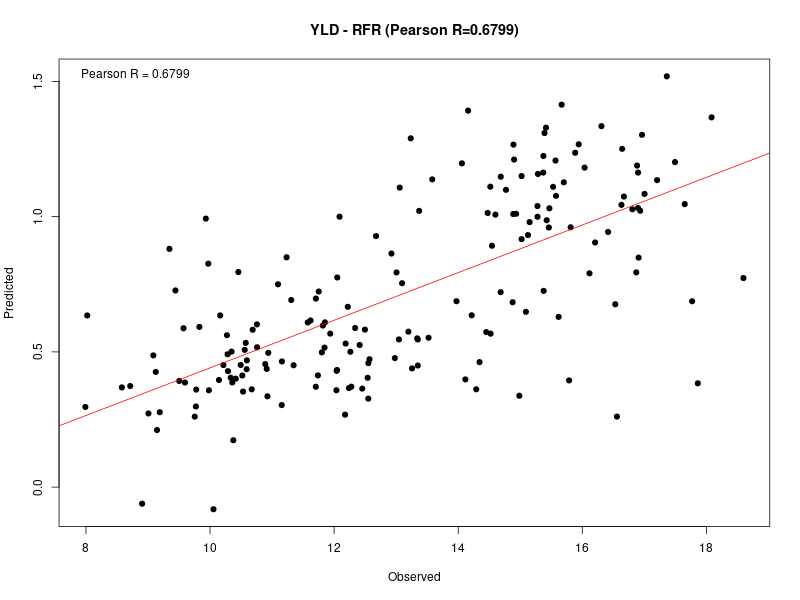 YLD - RFR (Pearson R=0.6799)
Pearson R = 0.6799
1.5
1.0
0.5
0.0
Predicted
8 10 12 14 16 18
Observed